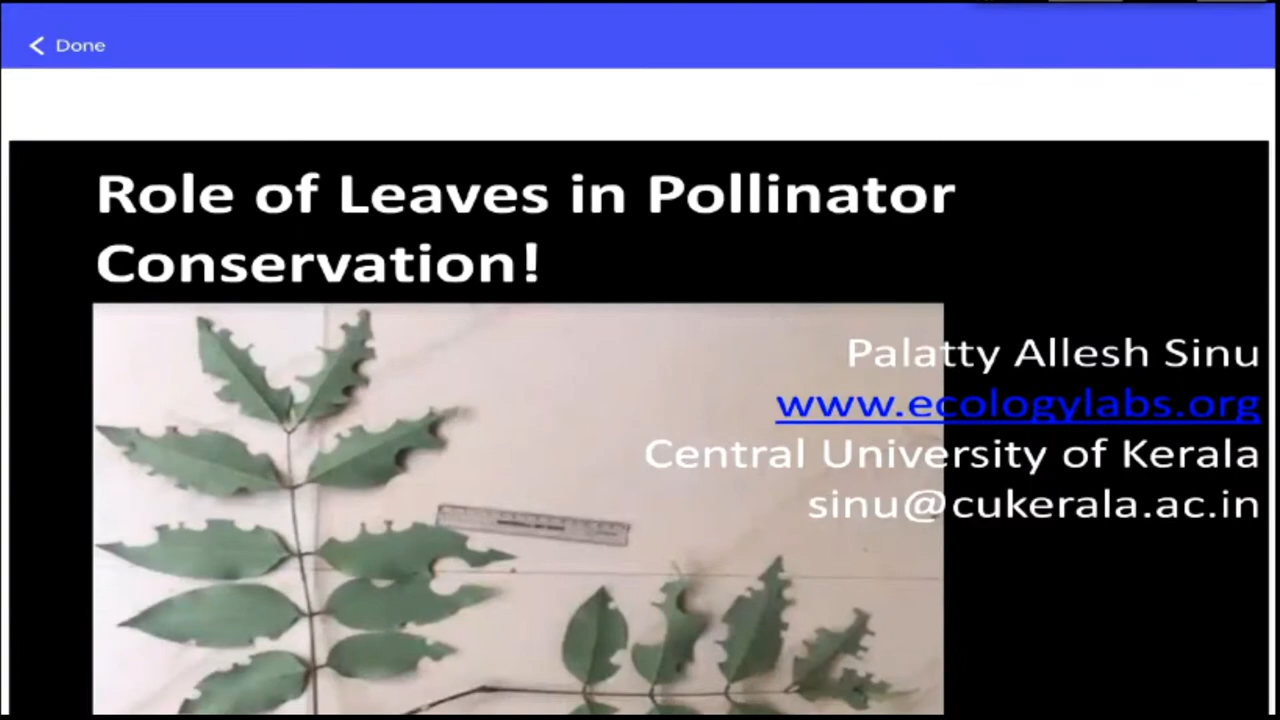 Done
Role of Leaves in Pollinator
Conservation!
Palatty Allesh Sinu
www.ecologylabs.org
Central University of Kerala
sinu@cukerala.ac.in